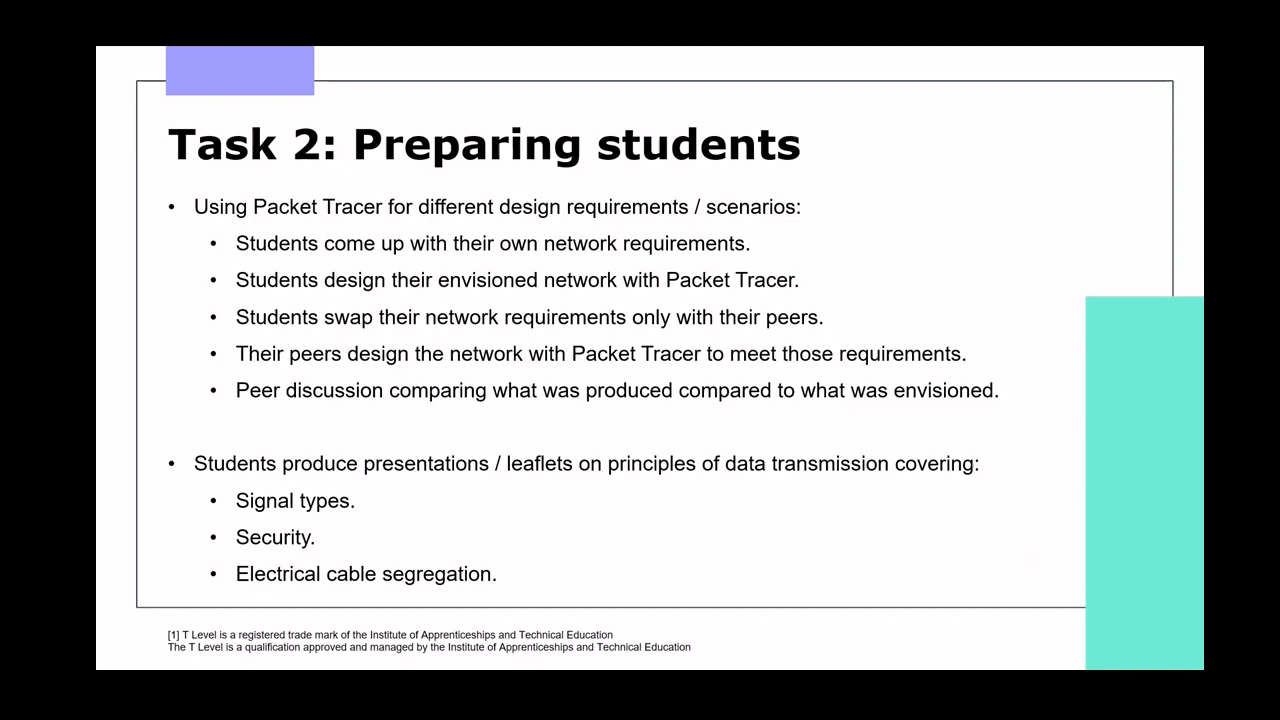 Task 2: Preparing students
• Using Packet Tracer for different design requirements / scenarios:
• Students come up with their own network requirements.
• Students design their envisioned network with Packet Tracer.
• Students swap their network requirements only with their peers.
• Their peers design the network with Packet Tracer to meet those requirements.
• Peer discussion comparing what was produced compared to what was envisioned.
• Students produce presentations / leaflets on principles of data transmission covering:
• Signal types.
• Security.
• Electrical cable segregation.
[1] T Level is a registered trade mark of the Institute of Apprenticeships and Technical Education
The T Level is a qualification approved and managed by the Institute of Apprenticeships and Technical Education